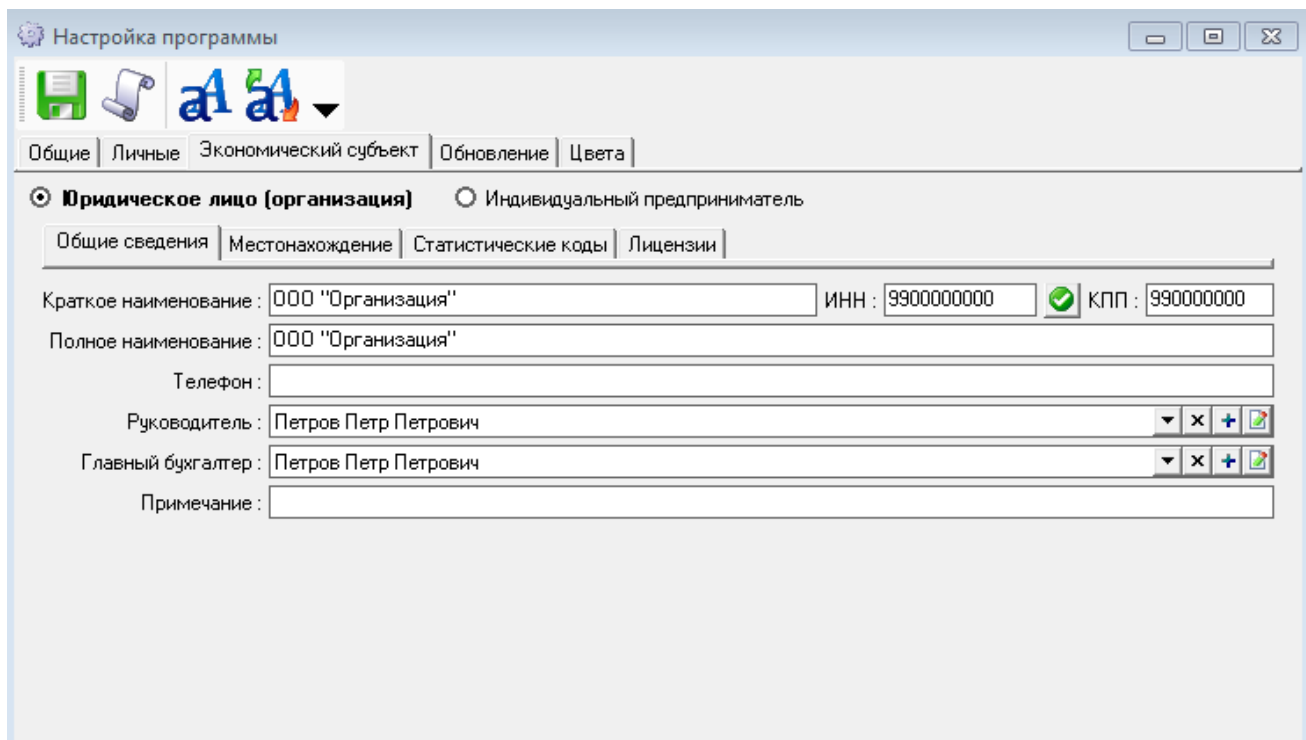 Настройка программы
Общие Личные Экономический субъект Обновление Цвета
Юридическое лицо (организация) Индивидуальный предприниматель
Общие сведения Местонахождение Статистические коды Лицензии
Краткое наименование : ООО "Организация" ИНН : 9900000000 КПП : 990000000
Полное наименование : ООО "Организация"
Телефон :
Руководитель : Петров Петр Петрович
Главный бухгалтер : Петров Петр Петрович
Примечание :